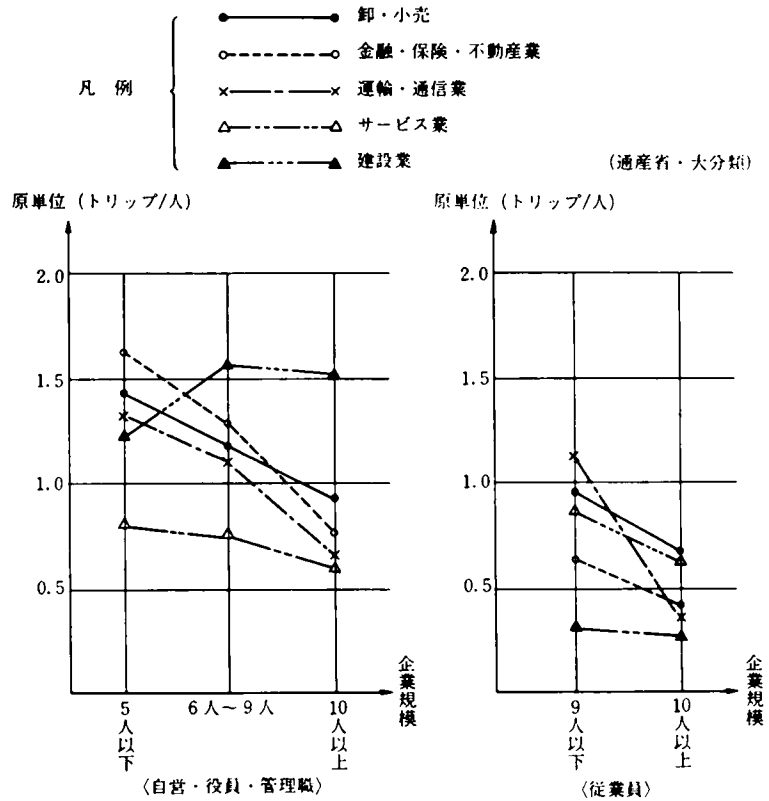 凡例
卸・小売
金融・保険・不動産業
運輸・通信業
サービス業
建設業
(通産省・大分類)
原単位(トリップ/人)
2.0
1.5
1.0
0.5
5人以下
6人～9人
10人以上
企業規模
〈自営・役員・管理職〉
原単位(トリップ/人)
2.0
1.5
1.0
0.5
9人以下
10人以上
企業規模
〈従業員〉